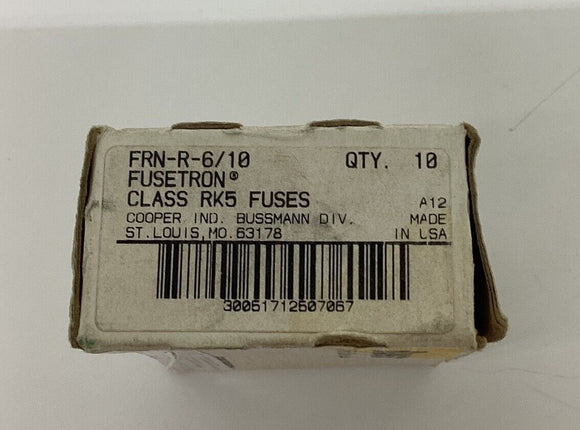 FRN-R-6/10 QTY. 10
FUSETRON®
CLASS RK5 FUSES A12
COOPER IND. BUSSMANN DIV. MADE
ST.LOUIS,MO.63178 IN USA
30051712607067